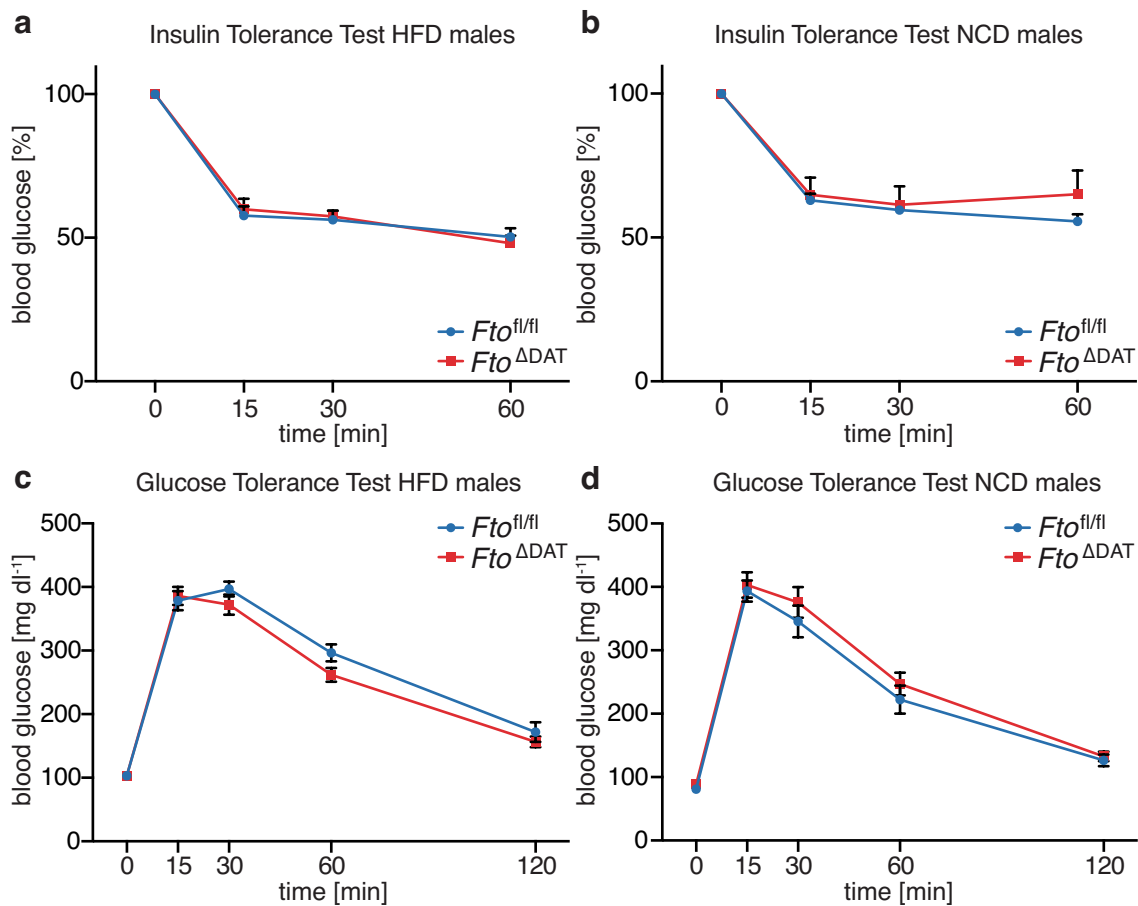 a Insulin Tolerance Test HFD males
blood glucose [%]
100
50
0
0 15 30 60
time [min]
Fto fl/fl
Fto ΔDAT
b Insulin Tolerance Test NCD males
blood glucose [%]
100
50
0
0 15 30 60
time [min]
Fto fl/fl
Fto ΔDAT
c Glucose Tolerance Test HFD males
blood glucose [mg dl-1]
500
400
300
200
100
0
0 15 30 60 120
time [min]
Fto fl/fl
Fto ΔDAT
d Glucose Tolerance Test NCD males
blood glucose [mg dl-1]
500
400
300
200
100
0
0 15 30 60 120
time [min]
Fto fl/fl
Fto ΔDAT